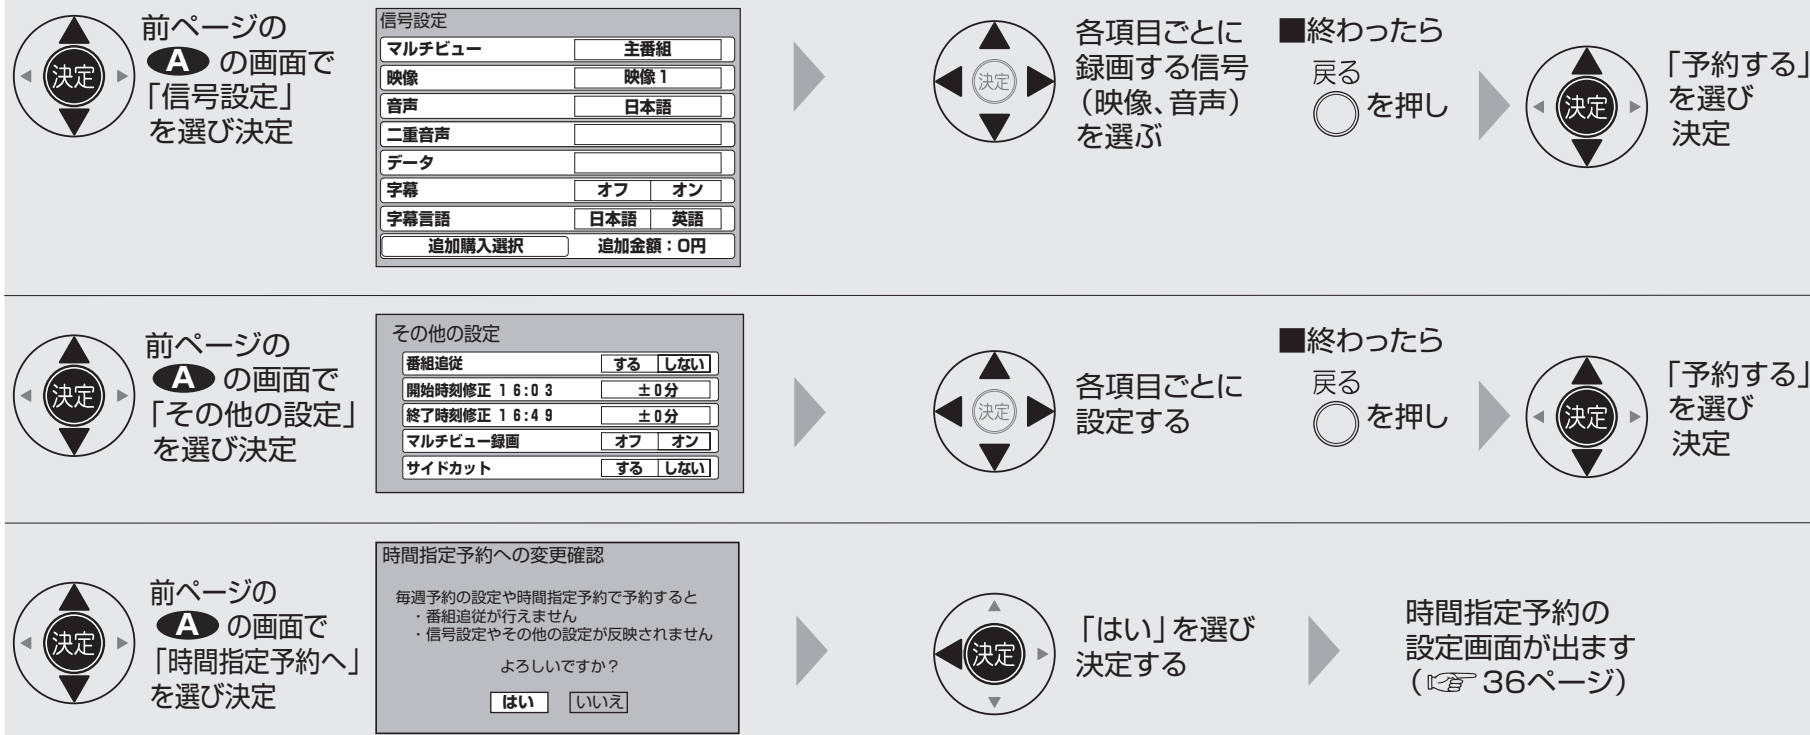 決定
前ページの
A の画面で
「信号設定」
を選び決定
信号設定
マルチビュー 主番組
映像 映像1
音声 日本語
二重音声
データ
字幕 オフ オン
字幕言語 日本語 英語
追加購入選択 追加金額:0円
決定
各項目ごとに
録画する信号
(映像、音声)
を選ぶ
■終わったら
戻る
を押し
決定
「予約する」
を選び
決定
決定
前ページの
A の画面で
「その他の設定」
を選び決定
その他の設定
番組追従 する しない
開始時刻修正 16:03 ±0分
終了時刻修正 16:49 ±0分
マルチビュー録画 オフ オン
サイドカット する しない
決定
各項目ごとに
設定する
■終わったら
戻る
を押し
決定
「予約する」
を選び
決定
決定
前ページの
A の画面で
「時間指定予約へ」
を選び決定
時間指定予約への変更確認
毎週予約の設定や時間指定予約で予約すると
・番組追従が行えません
・信号設定やその他の設定が反映されません
よろしいですか?
はい いいえ
決定
「はい」を選び
決定する
時間指定予約の
設定画面が出ます
(☞36ページ)